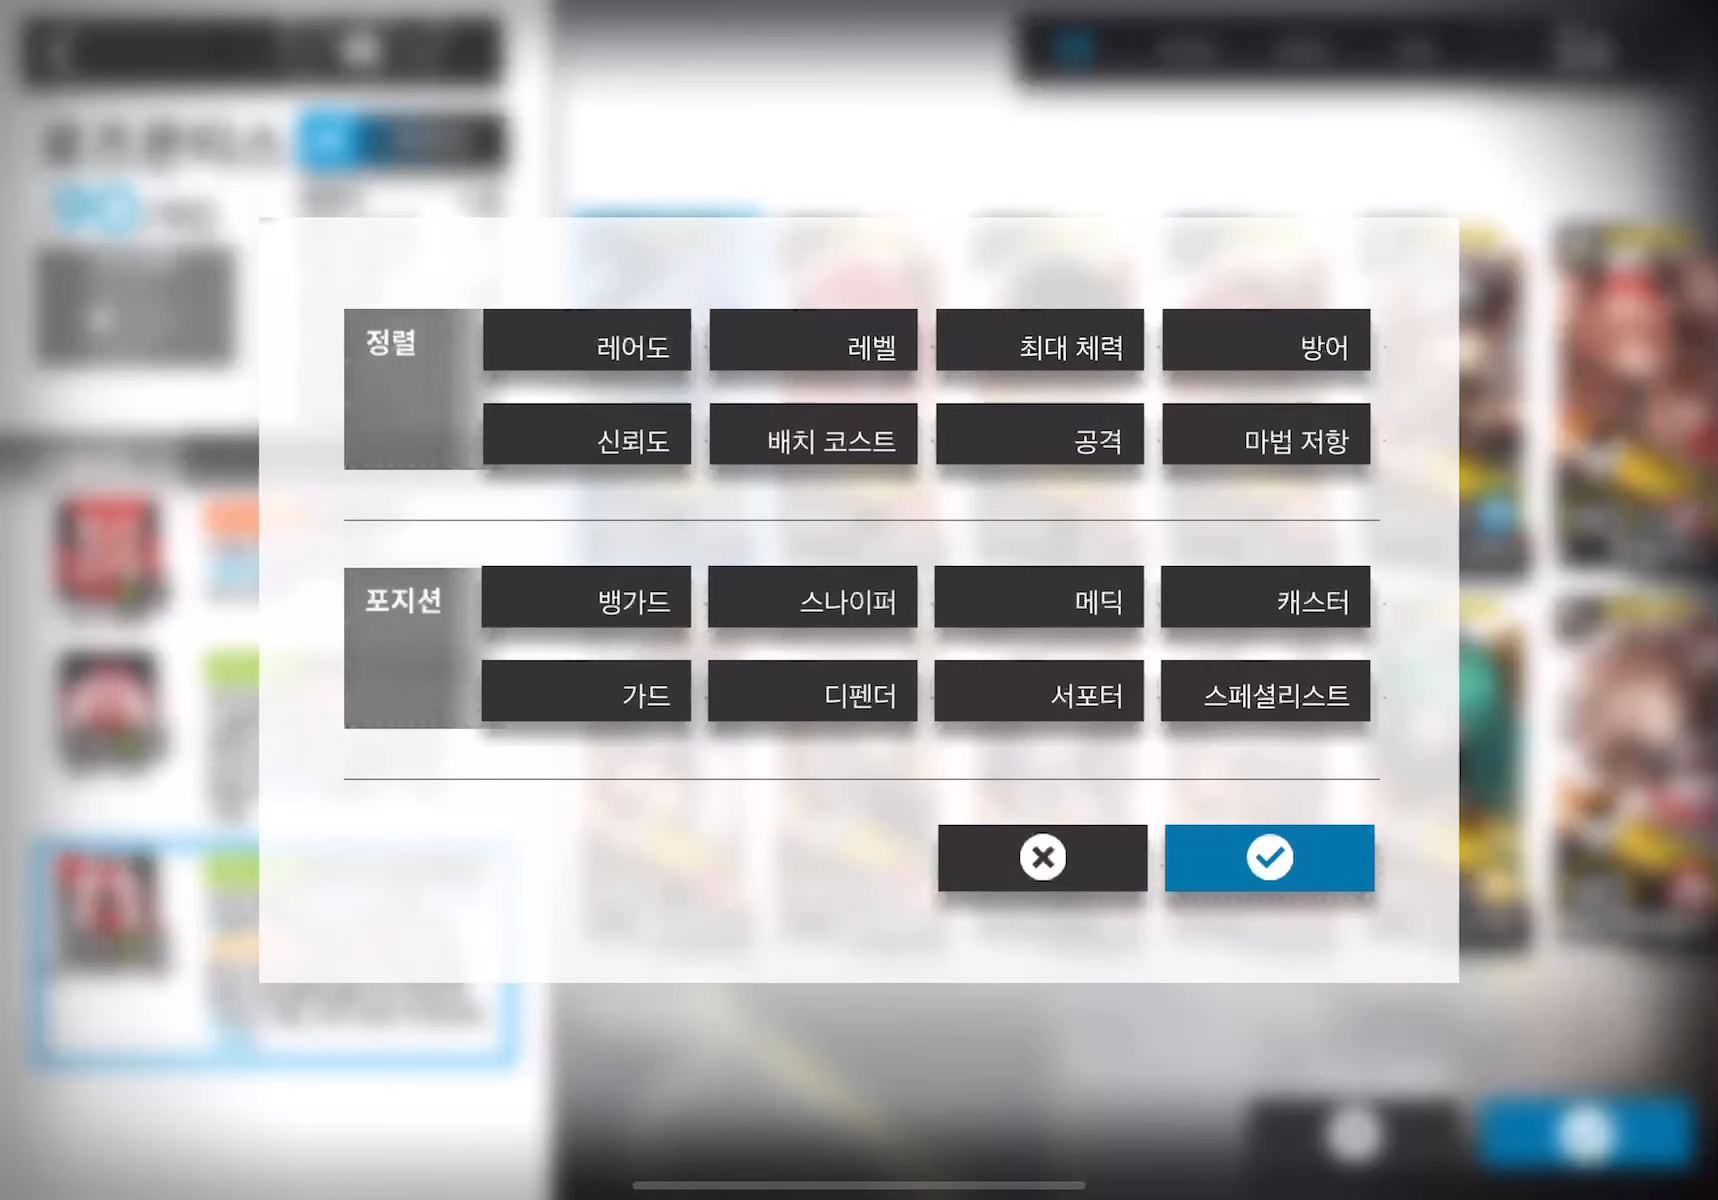 정렬
레어도 레벨 최대 체력 방어
신뢰도 배치 코스트 공격 마법 저항
포지션
뱅가드 스나이퍼 메딕 캐스터
가드 디펜더 서포터 스페셜리스트